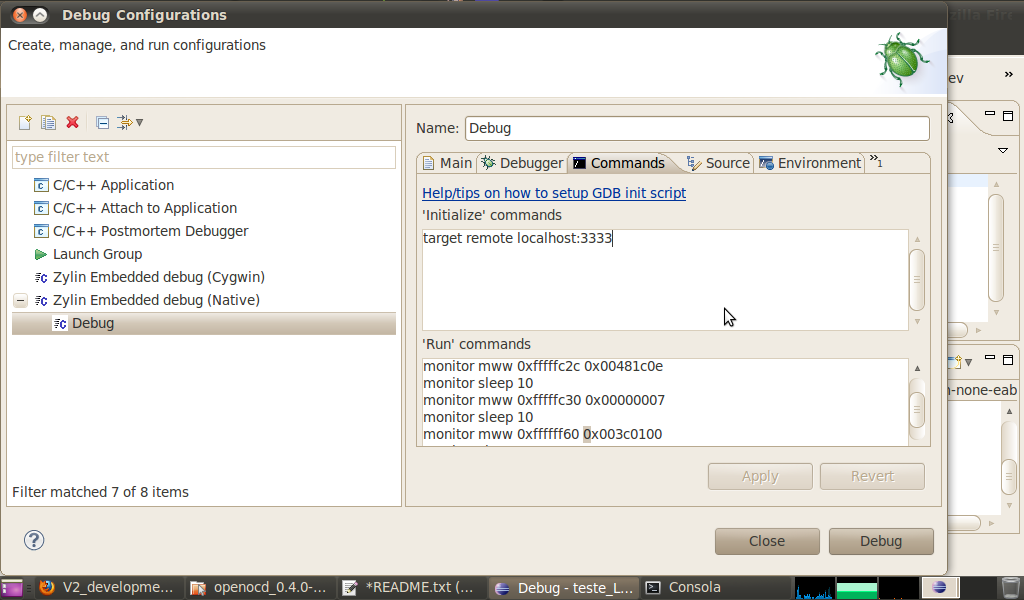 Debug Configurations
zilla Fire
Create, manage, and run configurations
ev
»
type filter text
C/C++ Application
C/C++ Attach to Application
C/C++ Postmortem Debugger
Launch Group
Zylin Embedded debug (Cygwin)
Zylin Embedded debug (Native)
Debug
Filter matched 7 of 8 items
Name: Debug
Main Debugger Commands Source Environment »1
Help/tips on how to setup GDB init script
'Initialize' commands
target remote localhost:3333
'Run' commands
monitor mww 0xfffffc2c 0x00481c0e
monitor sleep 10
monitor mww 0xfffffc30 0x00000007
monitor sleep 10
monitor mww 0xffffff60 0x003c0100
-none-eab
Apply Revert
? Close Debug
V2_developme... openocd_0.4.0-... *README.txt (... Debug - teste_L... Consola